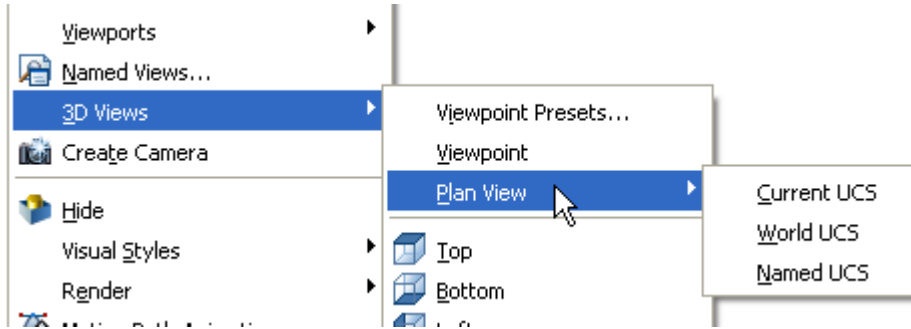 Viewports
Named Views...
3D Views
Create Camera
Hide
Visual Styles
Render
Viewpoint Presets...
Viewpoint
Plan View
Top
Bottom
Current UCS
World UCS
Named UCS